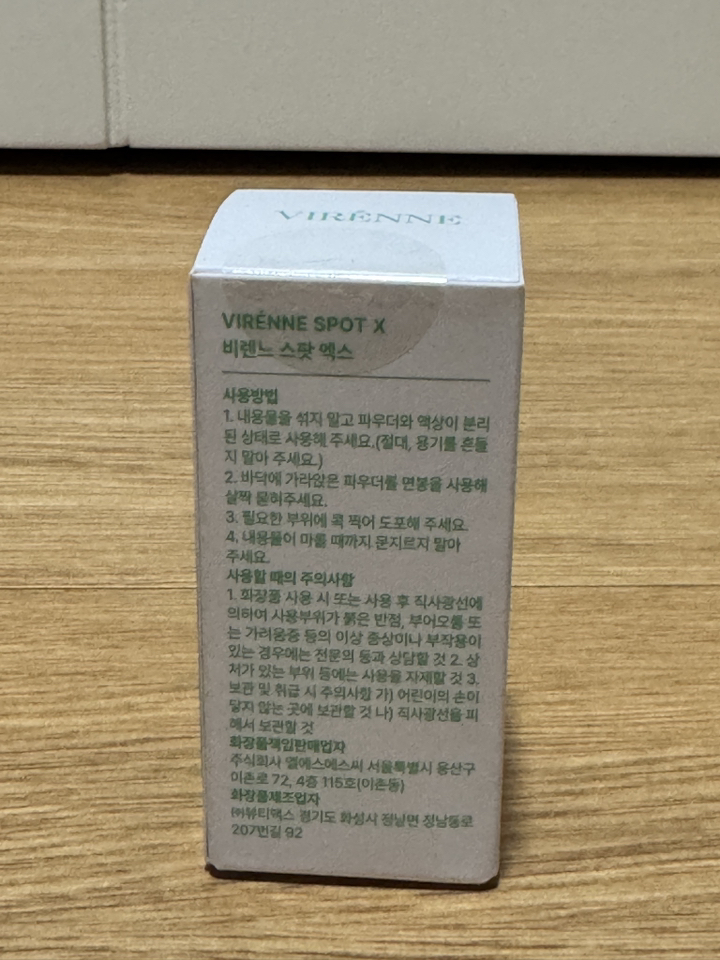 VIRÉNNE
VIRÉNNE SPOT X
비렌느 스팟 엑스
사용방법
1. 내용물을 섞지 말고 파우더와 액상이 분리
된 상태로 사용해 주세요.(절대, 용기를 흔들
지 말아 주세요.)
2. 바닥에 가라앉은 파우더를 면봉을 사용해
살짝 묻혀주세요.
3. 필요한 부위에 콕 찍어 도포해 주세요.
4. 내용물이 마를 때까지 문지르지 말아
주세요.
사용할 때의 주의사항
1. 화장품 사용 시 또는 사용 후 직사광선에
의하여 사용부위가 붉은 반점, 부어오름 또
는 가려움증 등의 이상 증상이나 부작용이
있는 경우에는 전문의 등과 상담할 것 2. 상
처가 있는 부위 등에는 사용을 자제할 것 3.
보관 및 취급 시 주의사항 가) 어린이의 손이
닿지 않는 곳에 보관할 것 나) 직사광선을 피
해서 보관할 것
화장품책임판매업자
주식회사 엘에스에스씨 서울특별시 용산구
이촌로 72, 4층 115호(이촌동)
화장품제조업자
㈜뷰티맥스 경기도 화성시 정남면 정남동로
207번길 92